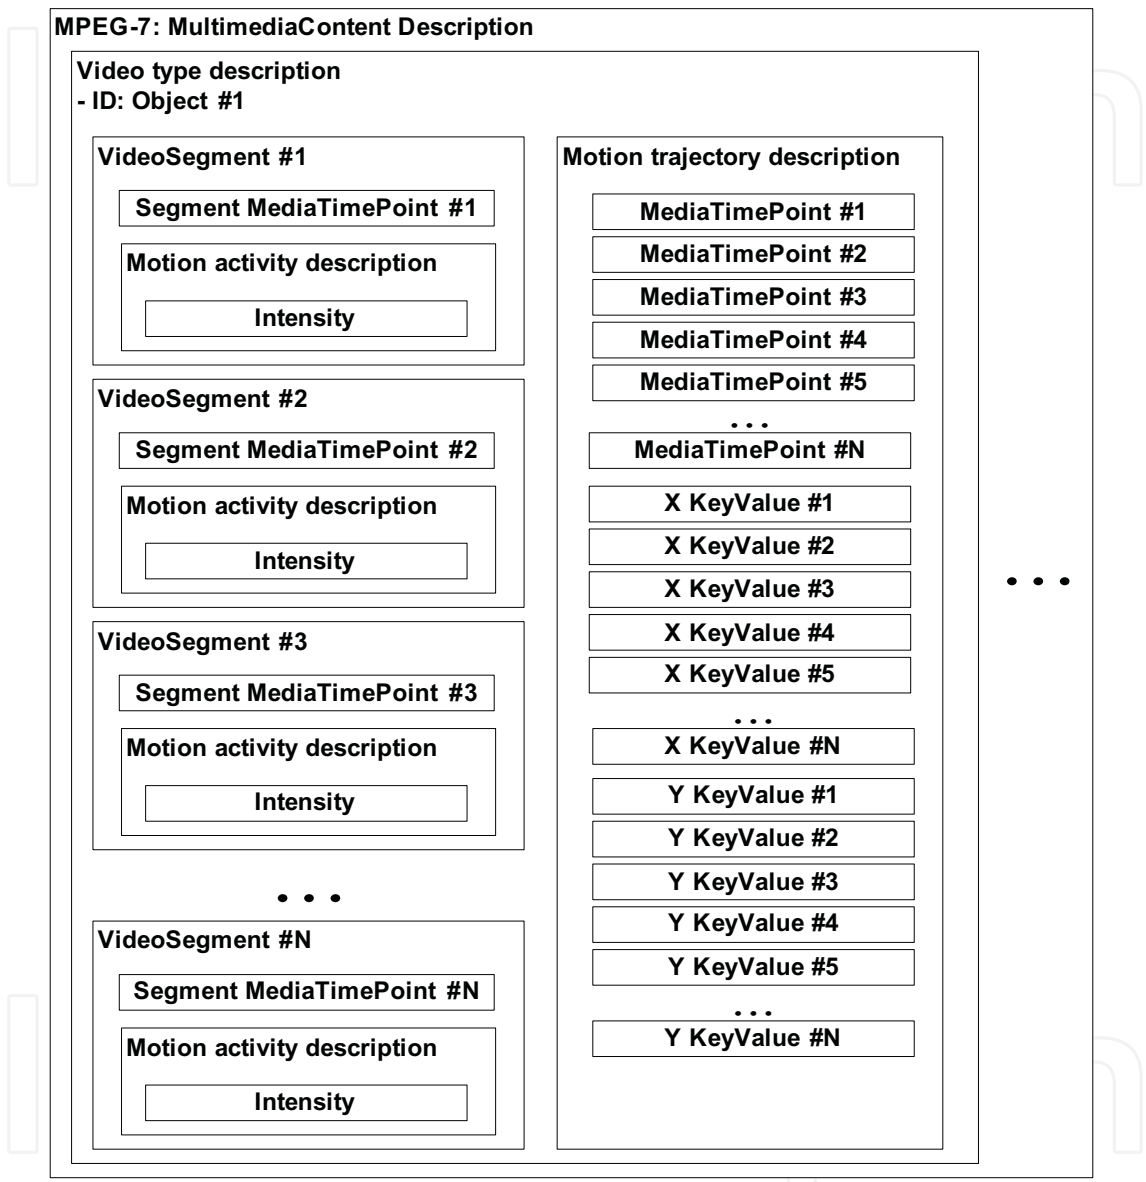 MPEG-7: MultimediaContent Description
Video type description
- ID: Object #1
VideoSegment #1
Segment MediaTimePoint #1
Motion activity description
Intensity
VideoSegment #2
Segment MediaTimePoint #2
Motion activity description
Intensity
VideoSegment #3
Segment MediaTimePoint #3
Motion activity description
Intensity
...
VideoSegment #N
Segment MediaTimePoint #N
Motion activity description
Intensity
Motion trajectory description
MediaTimePoint #1
MediaTimePoint #2
MediaTimePoint #3
MediaTimePoint #4
MediaTimePoint #5
...
MediaTimePoint #N
X KeyValue #1
X KeyValue #2
X KeyValue #3
X KeyValue #4
X KeyValue #5
...
X KeyValue #N
Y KeyValue #1
Y KeyValue #2
Y KeyValue #3
Y KeyValue #4
Y KeyValue #5
...
Y KeyValue #N
...